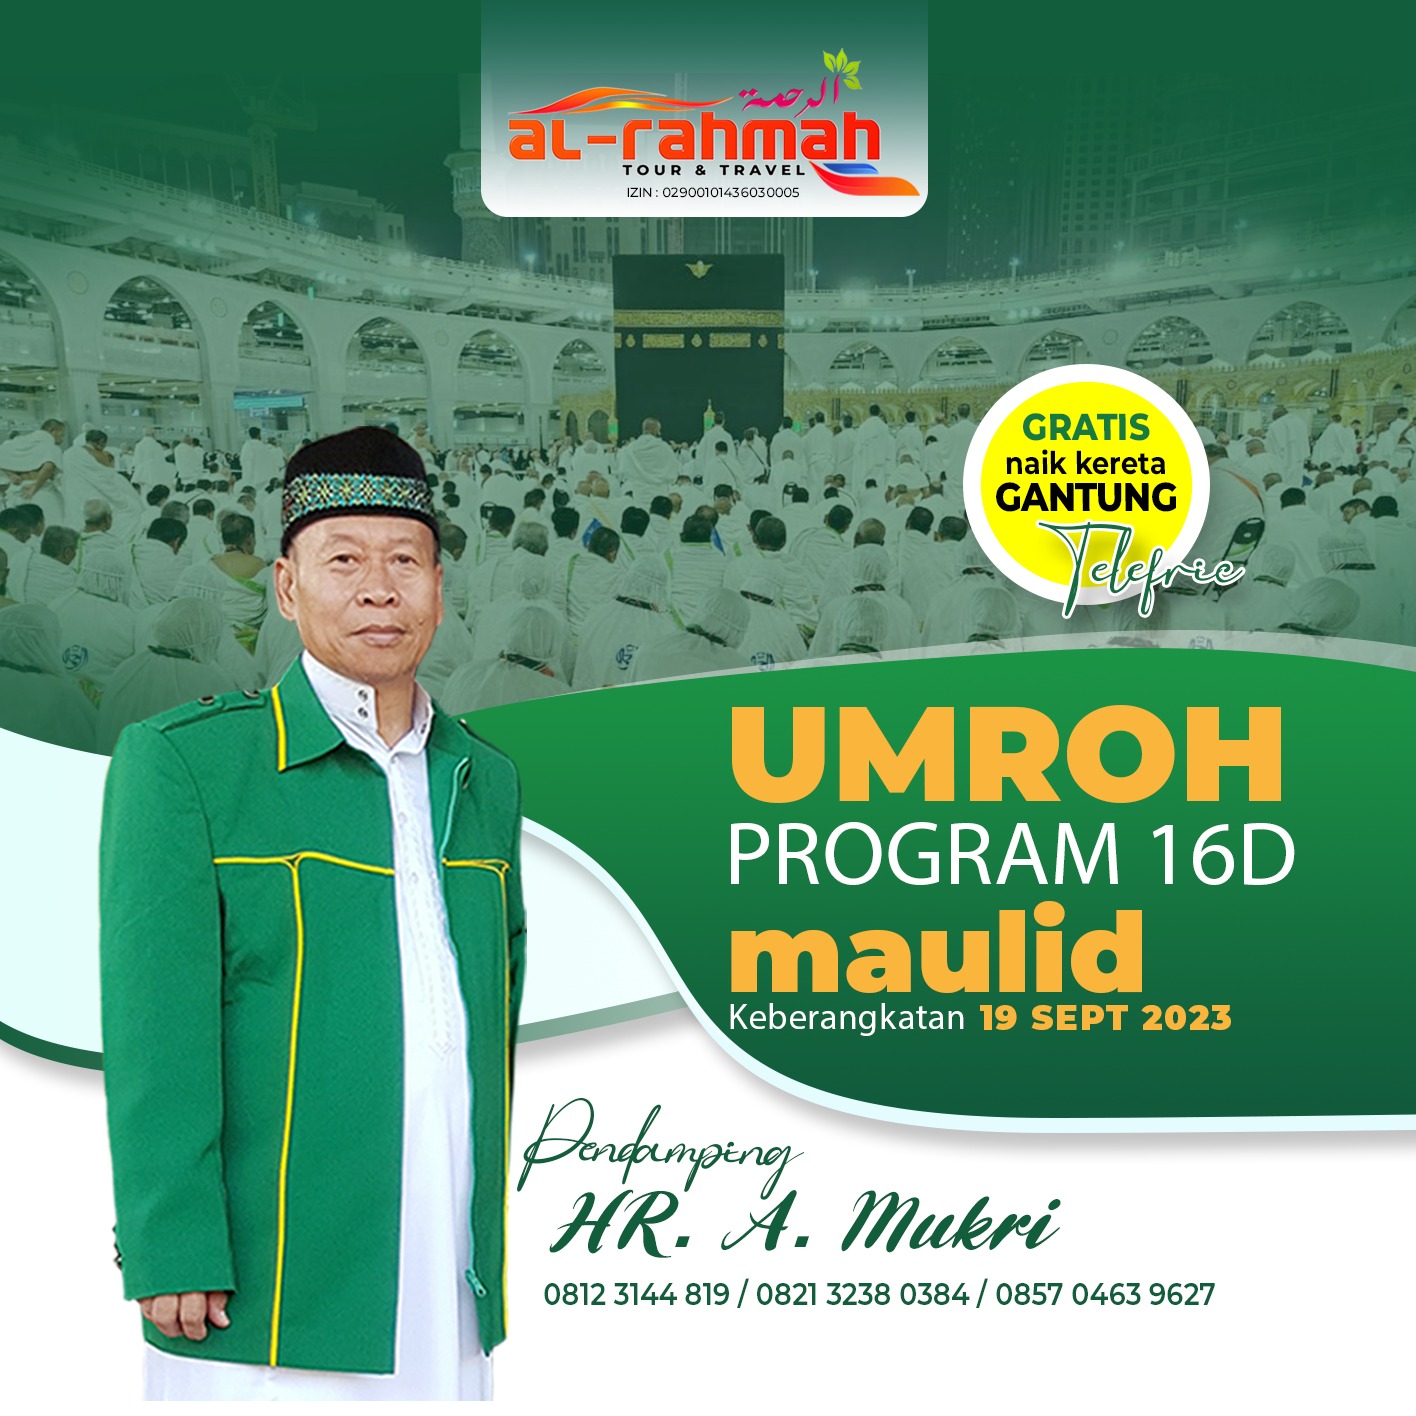 الرحمة
al-rahmah
TOUR & TRAVEL
IZIN : 02900101436030005
GRATIS
naik kereta
GANTUNG
Telefric
UMROH
PROGRAM 16D
maulid
Keberangkatan 19 SEPT 2023
Pendamping
HR. A. Mukri
0812 3144 819 / 0821 3238 0384 / 0857 0463 9627